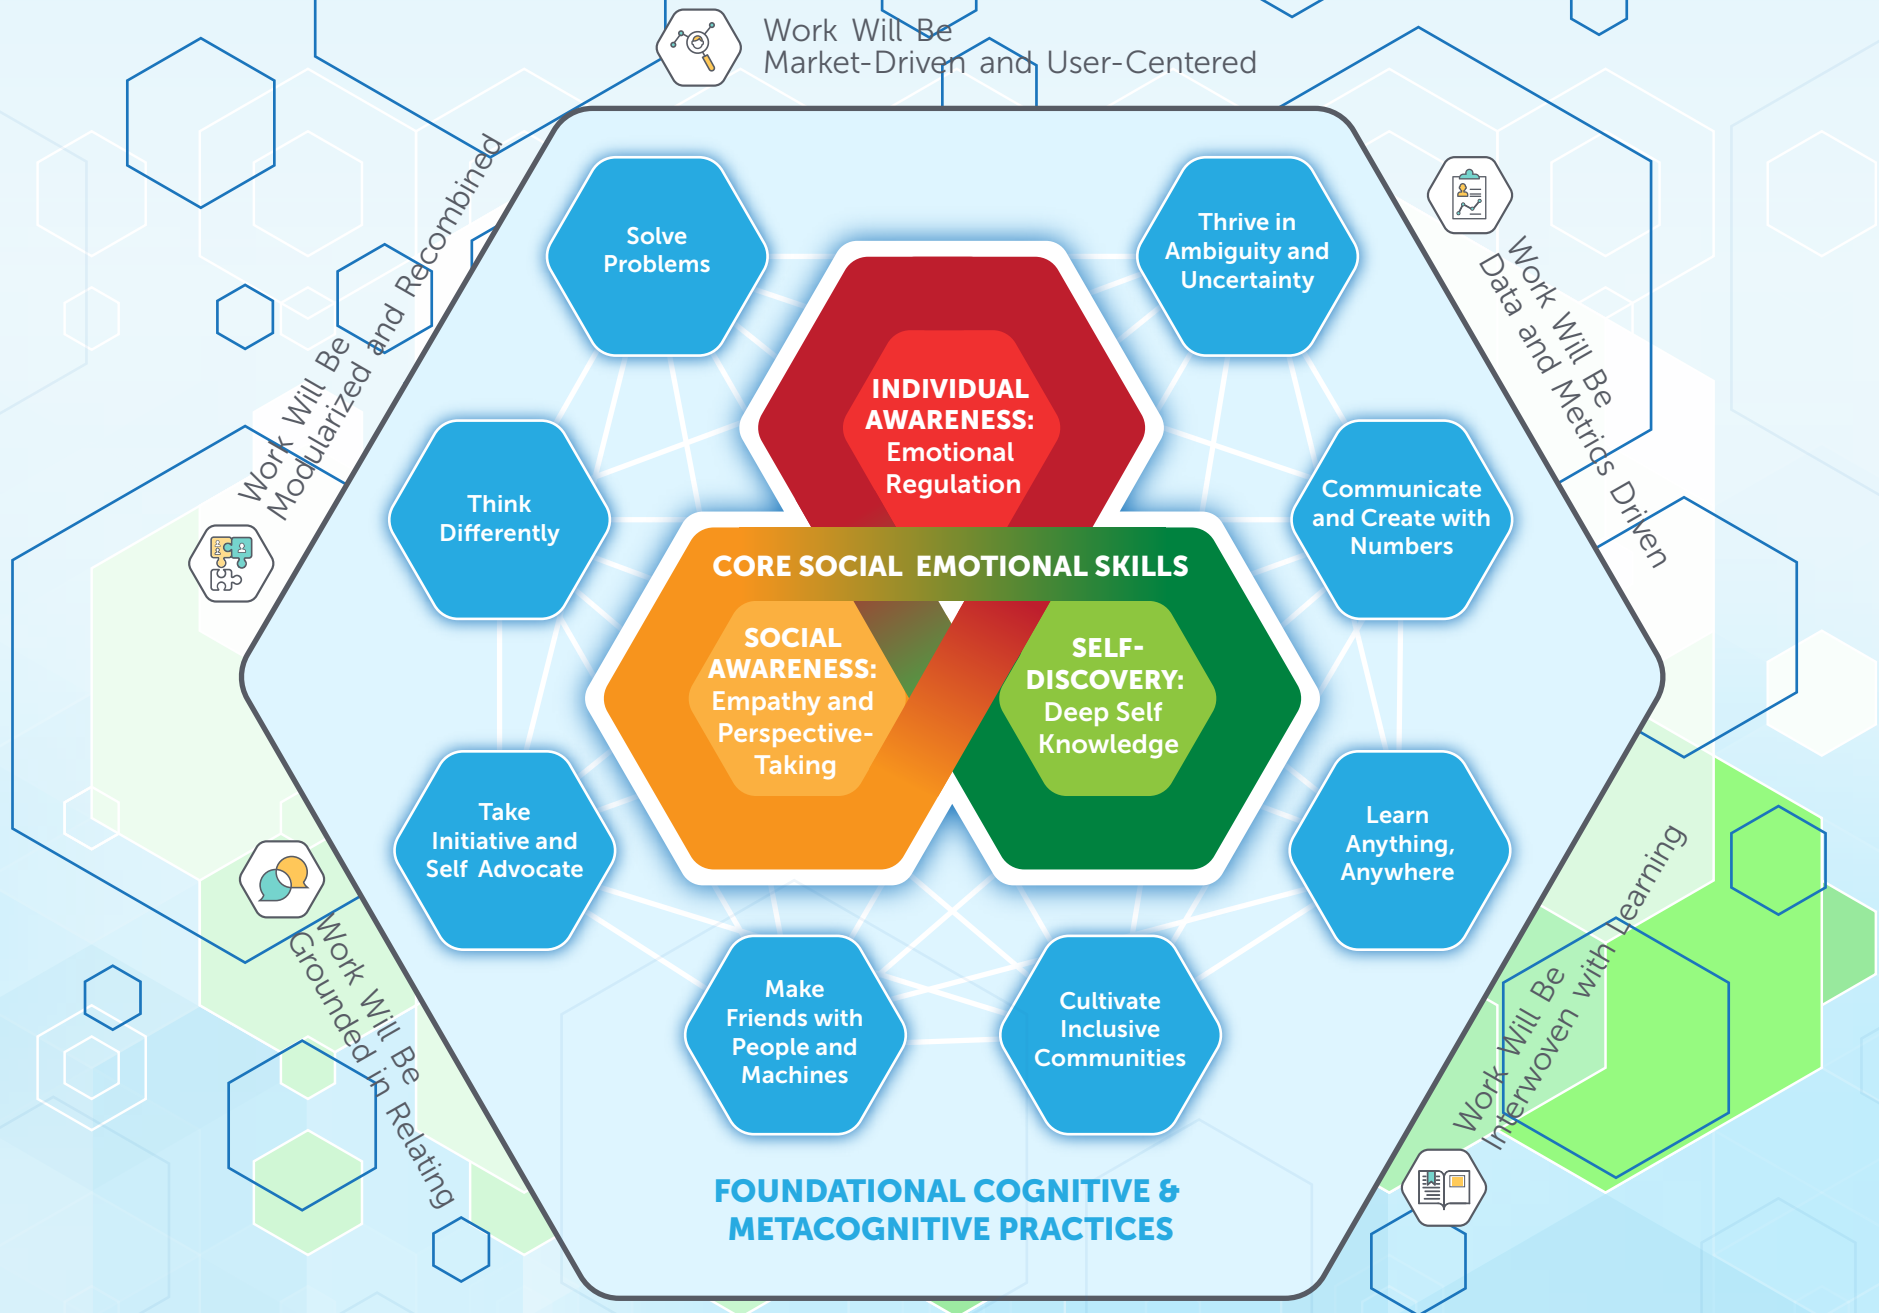 Work Will Be
Market-Driven and User-Centered
Work Will Be
Modularized and Recombined
Work Will Be
Data and Metrics Driven
Solve
Problems
Thrive in
Ambiguity and
Uncertainty
INDIVIDUAL
AWARENESS:
Emotional
Regulation
Think
Differently
Communicate
and Create with
Numbers
CORE SOCIAL EMOTIONAL SKILLS
SOCIAL
AWARENESS:
Empathy and
Perspective-
Taking
SELF-
DISCOVERY:
Deep Self
Knowledge
Take
Initiative and
Self Advocate
Learn
Anything,
Anywhere
Make
Friends with
People and
Machines
Cultivate
Inclusive
Communities
Work Will Be
Grounded in Relating
Work Will Be
Interwoven with Learning
FOUNDATIONAL COGNITIVE &
METACOGNITIVE PRACTICES